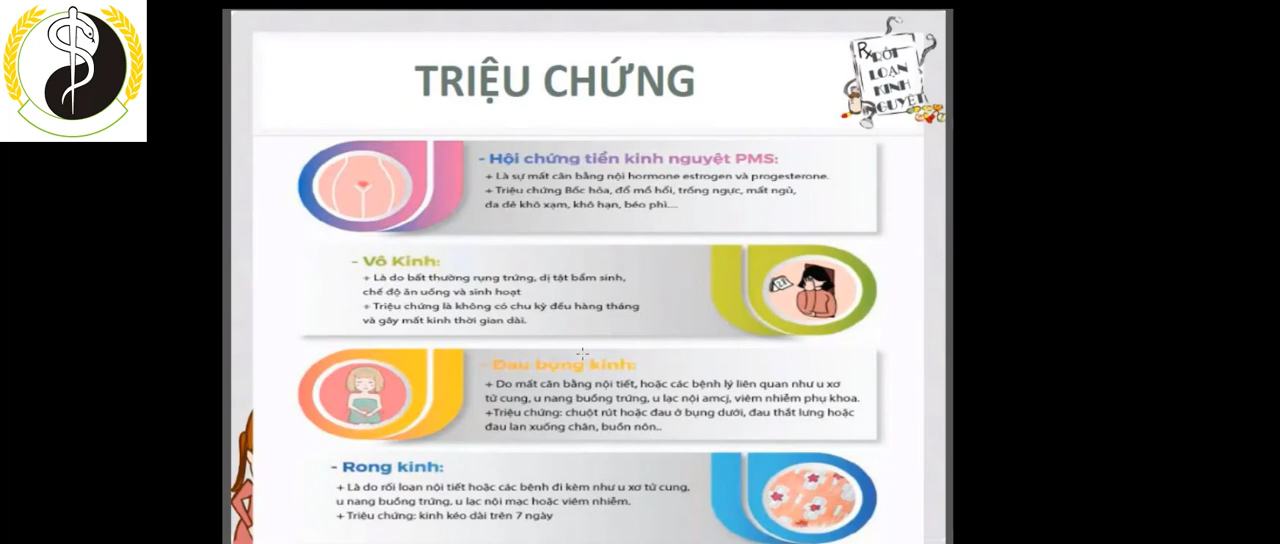 TRIỆU CHỨNG
Rx RỐI
LOẠN
KINH
NGUYỆT
- Hội chứng tiền kinh nguyệt PMS:
+ Là sự mất cân bằng nội hormone estrogen và progesterone.
+ Triệu chứng Bốc hỏa, đổ mồ hồi, trống ngực, mất ngủ,
da dẻ khô xạm, khô hạn, béo phì....
- Vô Kinh:
+ Là do bất thường rụng trứng, dị tật bẩm sinh,
chế độ ăn uống và sinh hoạt
+ Triệu chứng là không có chu kỳ đều hàng tháng
và gây mất kinh thời gian dài.
- Đau bụng kinh:
+ Do mất cân bằng nội tiết, hoặc các bệnh lý liên quan như u xơ
tử cung, u nang buồng trứng, u lạc nội amcj, viêm nhiễm phụ khoa.
+Triệu chứng: chuột rút hoặc đau ở bụng dưới, đau thắt lưng hoặc
đau lan xuống chân, buồn nôn..
- Rong kinh:
+ Là do rối loạn nội tiết hoặc các bệnh đi kèm như u xơ tử cung,
u nang buồng trứng, u lạc nội mạc hoặc viêm nhiễm.
+ Triệu chứng: kinh kéo dài trên 7 ngày